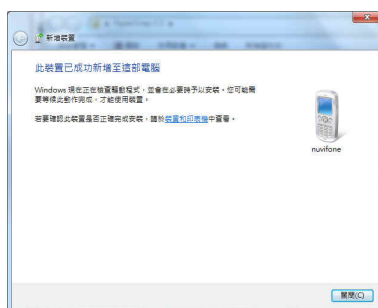 新增裝置
此裝置已成功新增至這部電腦
Windows 現在正在檢查驅動程式，並會在必要時予以安裝。您可能需
要等候此動作完成，才能使用裝置。
若要確認此裝置是否正確完成安裝，請於裝置和印表機中查看。
nuvifone
關閉(C)